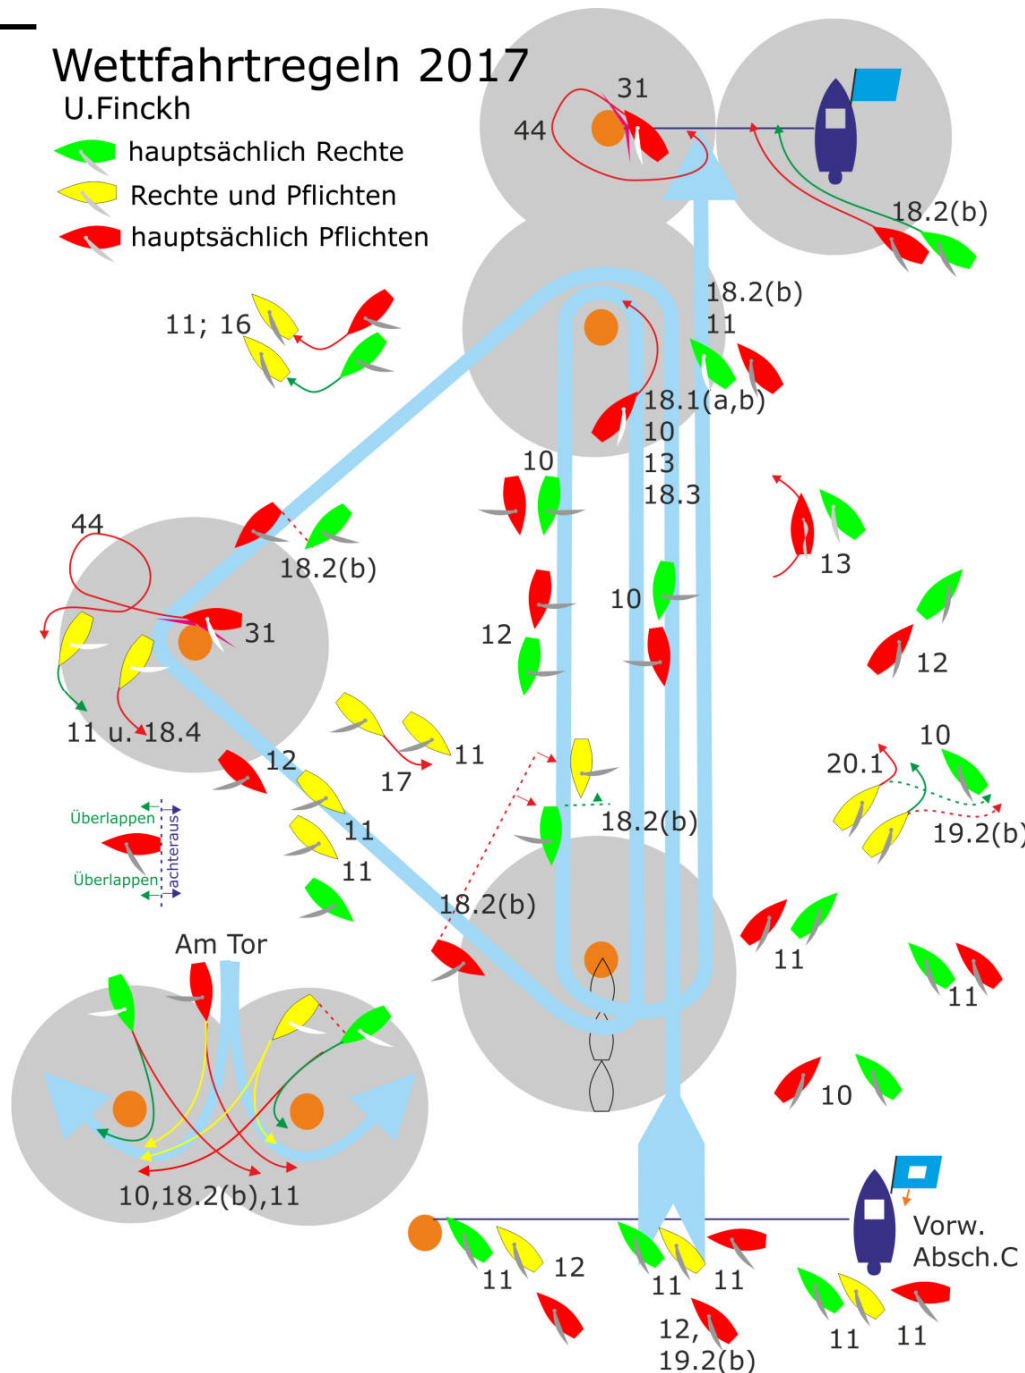 Wettfahrtregeln 2017
U.Finckh
hauptsächlich Rechte
Rechte und Pflichten
hauptsächlich Pflichten
31
44
18.2(b)
11; 16
18.2(b)
11
18.1(a,b)
10
13
18.3
10
44
18.2(b)
13
10
31
12
12
11 u. 18.4
12
17
11
10
20.1
19.2(b)
11
18.2(b)
11
Überlappen
achteraus
Überlappen
18.2(b)
11
11
Am Tor
10
10,18.2(b),11
Vorw.
Absch.C
11
12
11
11
12,
19.2(b)
11
11